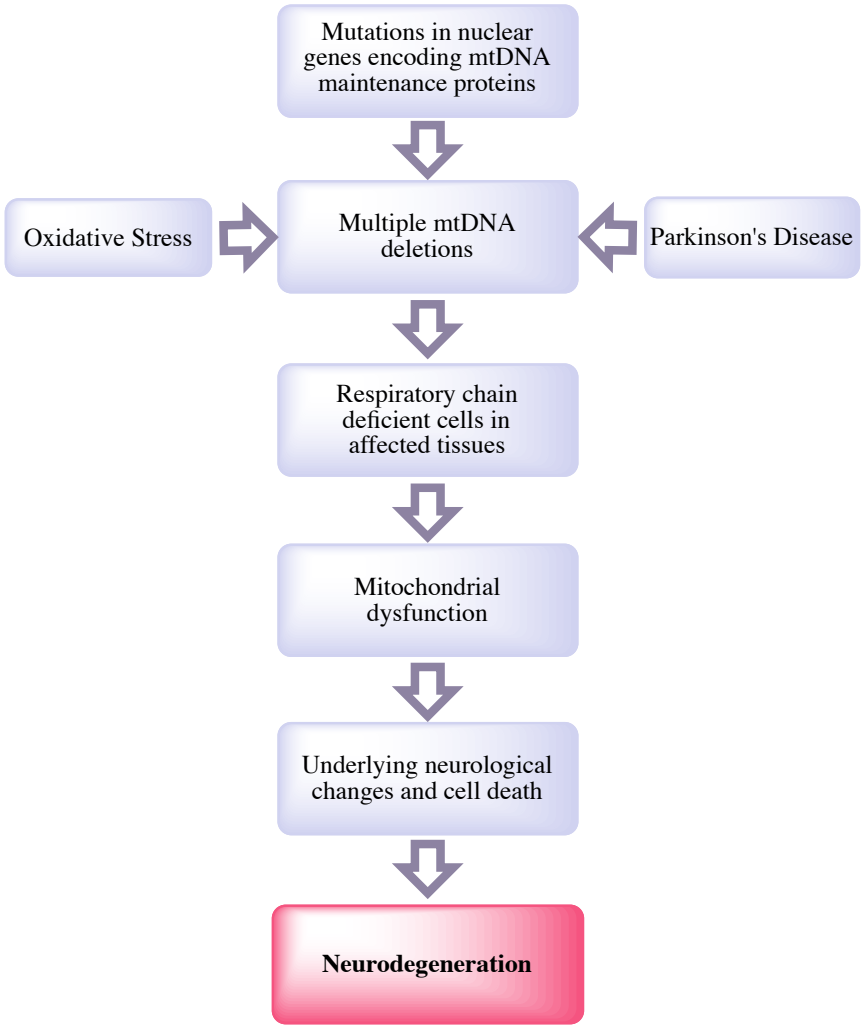 Mutations in nuclear
genes encoding mtDNA
maintenance proteins
Oxidative Stress
Multiple mtDNA
deletions
Parkinson's Disease
Respiratory chain
deficient cells in
affected tissues
Mitochondrial
dysfunction
Underlying neurological
changes and cell death
Neurodegeneration